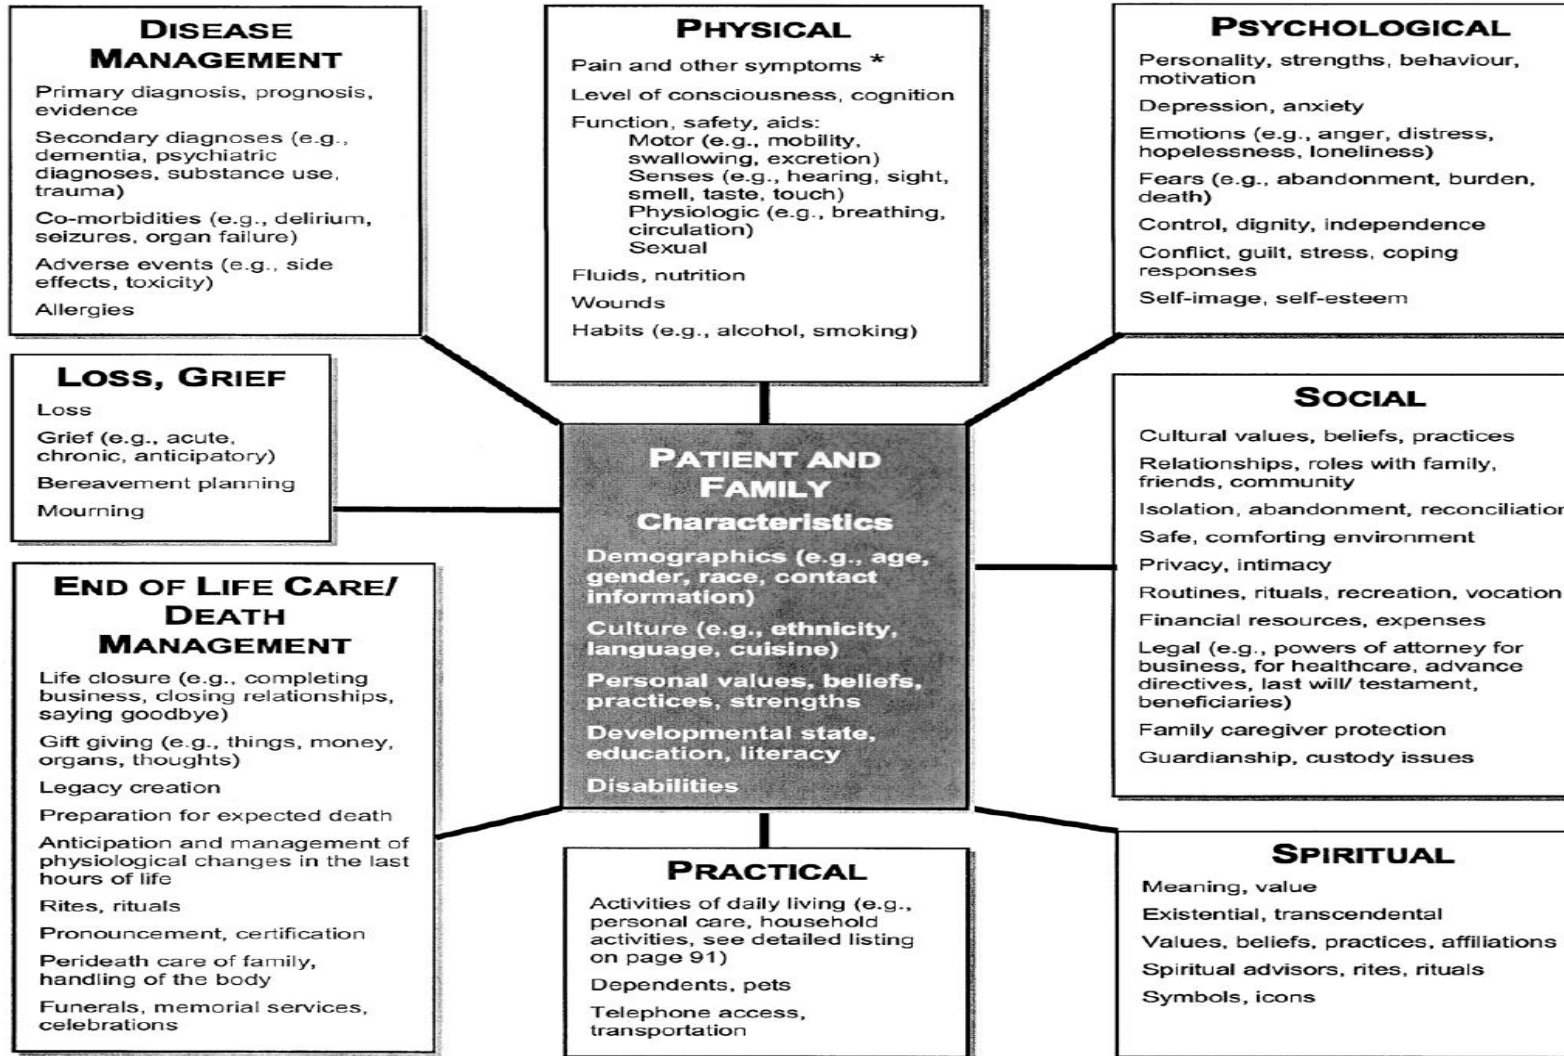 DISEASE
MANAGEMENT
Primary diagnosis, prognosis,
evidence
Secondary diagnoses (e.g.,
dementia, psychiatric
diagnoses, substance use,
trauma)
Co-morbidities (e.g., delirium,
seizures, organ failure)
Adverse events (e.g., side
effects, toxicity)
Allergies
PHYSICAL
Pain and other symptoms *
Level of consciousness, cognition
Function, safety, aids:
Motor (e.g., mobility,
swallowing, excretion)
Senses (e.g., hearing, sight,
smell, taste, touch)
Physiologic (e.g., breathing,
circulation)
Sexual
Fluids, nutrition
Wounds
Habits (e.g., alcohol, smoking)
PSYCHOLOGICAL
Personality, strengths, behaviour,
motivation
Depression, anxiety
Emotions (e.g., anger, distress,
hopelessness, loneliness)
Fears (e.g., abandonment, burden,
death)
Control, dignity, independence
Conflict, guilt, stress, coping
responses
Self-image, self-esteem
LOSS, GRIEF
Loss
Grief (e.g., acute,
chronic, anticipatory)
Bereavement planning
Mourning
PATIENT AND
FAMILY
Characteristics
Demographics (e.g., age,
gender, race, contact
information)
Culture (e.g., ethnicity,
language, cuisine)
Personal values, beliefs,
practices, strengths
Developmental state,
education, literacy
Disabilities
SOCIAL
Cultural values, beliefs, practices
Relationships, roles with family,
friends, community
Isolation, abandonment, reconciliation
Safe, comforting environment
Privacy, intimacy
Routines, rituals, recreation, vocation
Financial resources, expenses
Legal (e.g., powers of attorney for
business, for healthcare, advance
directives, last will/ testament,
beneficiaries)
Family caregiver protection
Guardianship, custody issues
END OF LIFE CARE/
DEATH
MANAGEMENT
Life closure (e.g., completing
business, closing relationships,
saying goodbye)
Gift giving (e.g., things, money,
organs, thoughts)
Legacy creation
Preparation for expected death
Anticipation and management of
physiological changes in the last
hours of life
Rites, rituals
Pronouncement, certification
Perideath care of family,
handling of the body
Funerals, memorial services,
celebrations
PRACTICAL
Activities of daily living (e.g.,
personal care, household
activities, see detailed listing
on page 91)
Dependents, pets
Telephone access,
transportation
SPIRITUAL
Meaning, value
Existential, transcendental
Values, beliefs, practices, affiliations
Spiritual advisors, rites, rituals
Symbols, icons